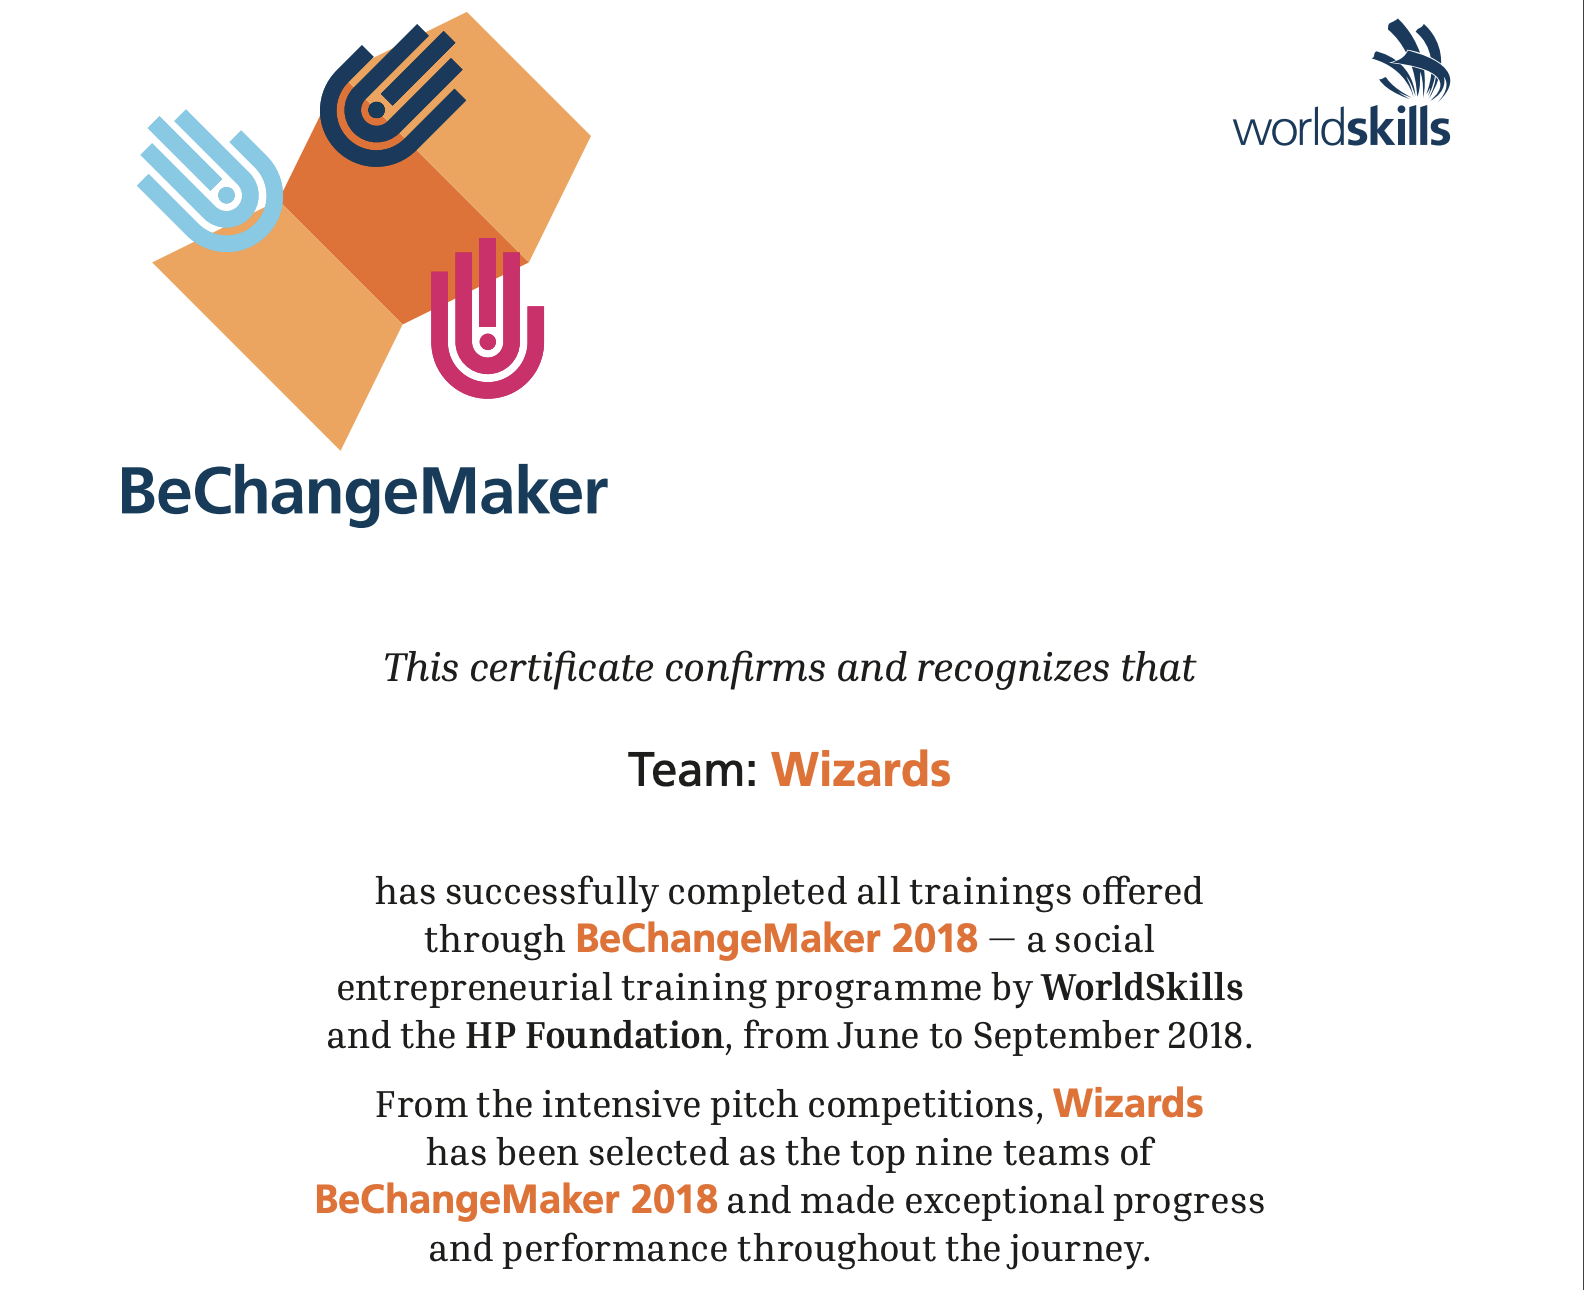 worldskills
BeChangeMaker
This certificate confirms and recognizes that
Team: Wizards
has successfully completed all trainings offered
through BeChangeMaker 2018 — a social
entrepreneurial training programme by WorldSkills
and the HP Foundation, from June to September 2018.
From the intensive pitch competitions, Wizards
has been selected as the top nine teams of
BeChangeMaker 2018 and made exceptional progress
and performance throughout the journey.